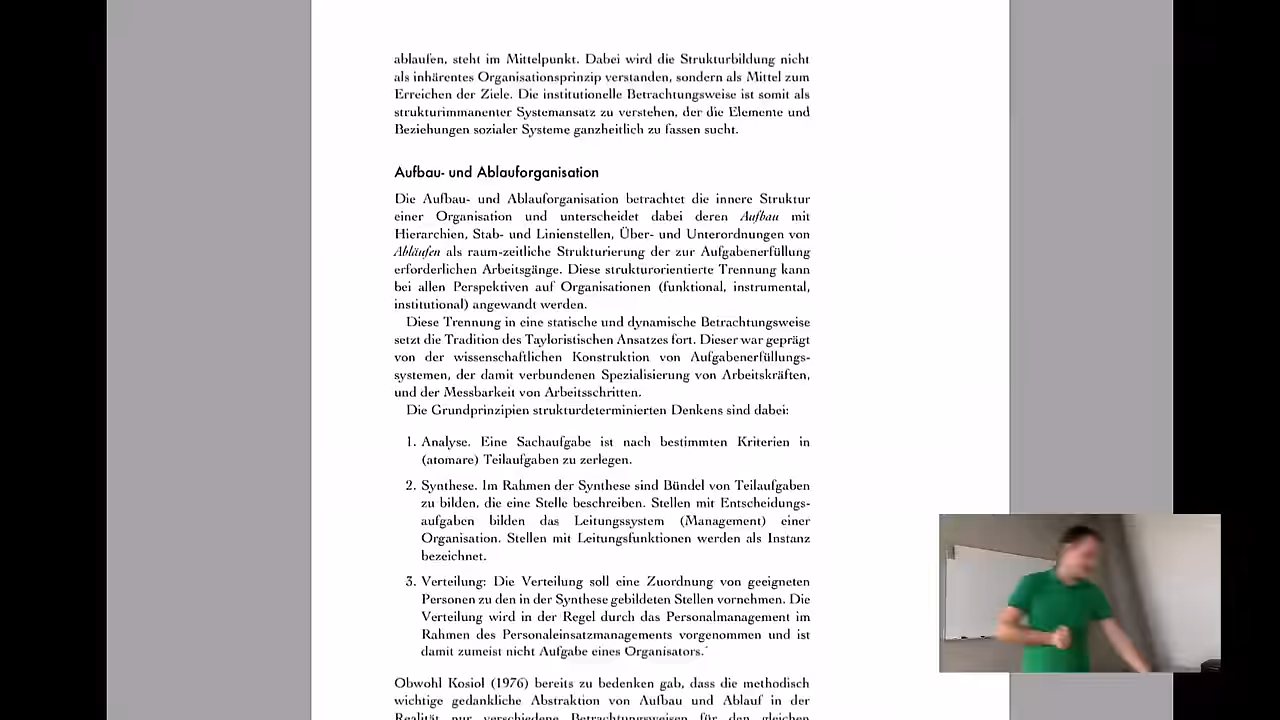 ablaufen, steht im Mittelpunkt. Dabei wird die Strukturbildung nicht
als inhärentes Organisationsprinzip verstanden, sondern als Mittel zum
Erreichen der Ziele. Die institutionelle Betrachtungsweise ist somit als
strukturimmanenter Systemansatz zu verstehen, der die Elemente und
Beziehungen sozialer Systeme ganzheitlich zu fassen sucht.
Aufbau- und Ablauforganisation
Die Aufbau- und Ablauforganisation betrachtet die innere Struktur
einer Organisation und unterscheidet dabei deren Aufbau mit
Hierarchien, Stab- und Linienstellen, Über- und Unterordnungen von
Abläufen als raum-zeitliche Strukturierung der zur Aufgabenerfüllung
erforderlichen Arbeitsgänge. Diese strukturorientierte Trennung kann
bei allen Perspektiven auf Organisationen (funktional, instrumental,
institutional) angewandt werden.
Diese Trennung in eine statische und dynamische Betrachtungsweise
setzt die Tradition des Tayloristischen Ansatzes fort. Dieser war geprägt
von der wissenschaftlichen Konstruktion von Aufgabenerfüllungs-
systemen, der damit verbundenen Spezialisierung von Arbeitskräften,
und der Messbarkeit von Arbeitsschritten.
Die Grundprinzipien strukturdeterminierten Denkens sind dabei:
1. Analyse. Eine Sachaufgabe ist nach bestimmten Kriterien in
(atomare) Teilaufgaben zu zerlegen.
2. Synthese. Im Rahmen der Synthese sind Bündel von Teilaufgaben
zu bilden, die eine Stelle beschreiben. Stellen mit Entscheidungs-
aufgaben bilden das Leitungssystem (Management) einer
Organisation. Stellen mit Leitungsfunktionen werden als Instanz
bezeichnet.
3. Verteilung: Die Verteilung soll eine Zuordnung von geeigneten
Personen zu den in der Synthese gebildeten Stellen vornehmen. Die
Verteilung wird in der Regel durch das Personalmanagement im
Rahmen des Personaleinsatzmanagements vorgenommen und ist
damit zumeist nicht Aufgabe eines Organisators.
Obwohl Kosiol (1976) bereits zu bedenken gab, dass die methodisch
wichtige gedankliche Abstraktion von Aufbau und Ablauf in der
Realität nur verschiedene Betrachtungsweisen für den gleichen